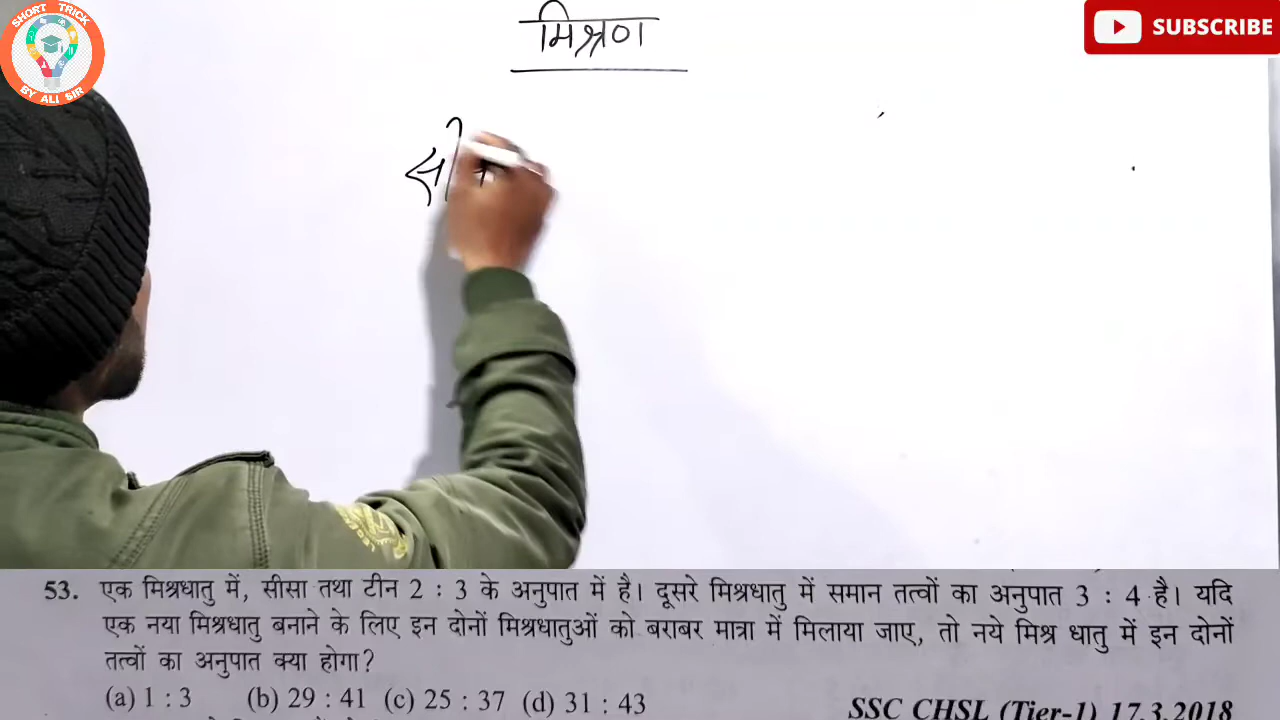 SHORT TRICK
BY ALI SIR
SUBSCRIBE
मिश्रण
53. एक मिश्रधातु में, सीसा तथा टीन 2 : 3 के अनुपात में है। दूसरे मिश्रधातु में समान तत्वों का अनुपात 3 : 4 है। यदि
एक नया मिश्रधातु बनाने के लिए इन दोनों मिश्रधातुओं को बराबर मात्रा में मिलाया जाए, तो नये मिश्र धातु में इन दोनों
तत्वों का अनुपात क्या होगा?
(a) 1 : 3 (b) 29 : 41 (c) 25 : 37 (d) 31 : 43
SSC CHSL (Tier-1) 17.3.2018